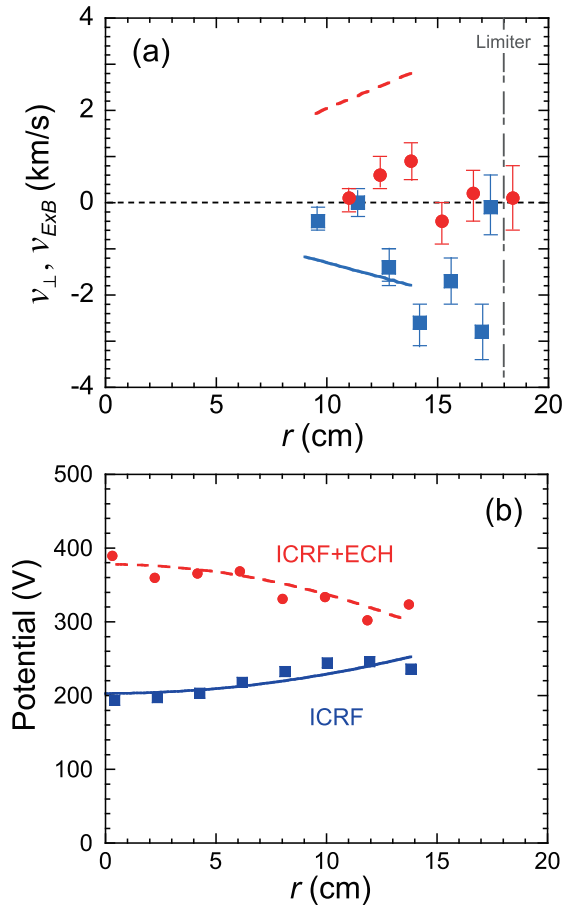 (a)
Limiter
v⊥, vExB (km/s)
4
2
0
-2
-4
0
5
10
15
20
r (cm)
(b)
ICRF+ECH
ICRF
Potential (V)
500
400
300
200
100
0
0
5
10
15
20
r (cm)